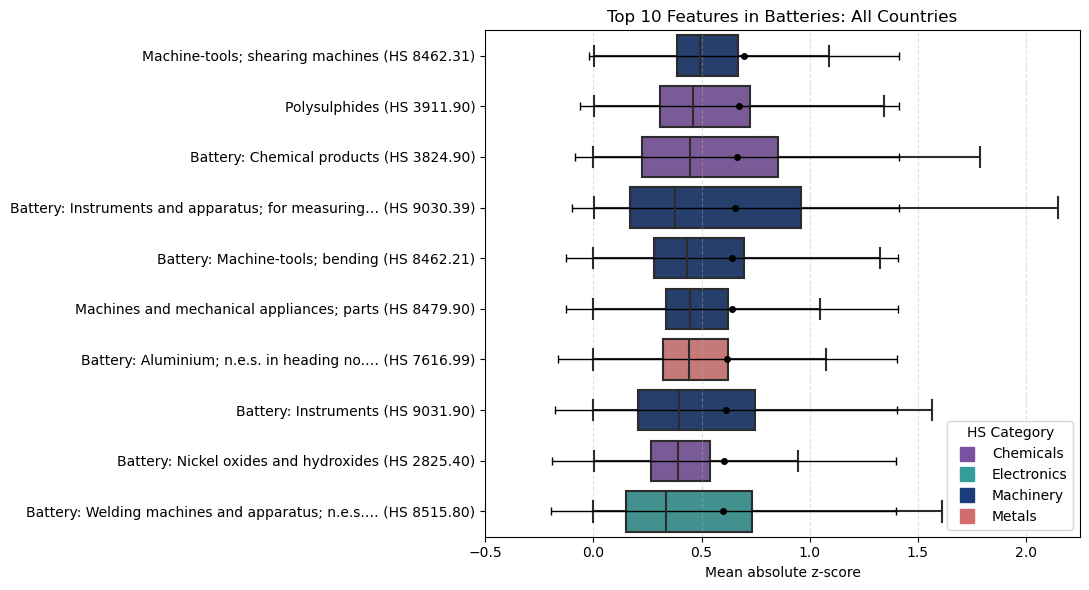 Top 10 Features in Batteries: All Countries
Machine-tools; shearing machines (HS 8462.31)
Polysulphides (HS 3911.90)
Battery: Chemical products (HS 3824.90)
Battery: Instruments and apparatus; for measuring... (HS 9030.39)
Battery: Machine-tools; bending (HS 8462.21)
Machines and mechanical appliances; parts (HS 8479.90)
Battery: Aluminium; n.e.s. in heading no.... (HS 7616.99)
Battery: Instruments (HS 9031.90)
Battery: Nickel oxides and hydroxides (HS 2825.40)
Battery: Welding machines and apparatus; n.e.s.... (HS 8515.80)
HS Category
Chemicals
Electronics
Machinery
Metals
−0.5 0.0 0.5 1.0 1.5 2.0
Mean absolute z-score